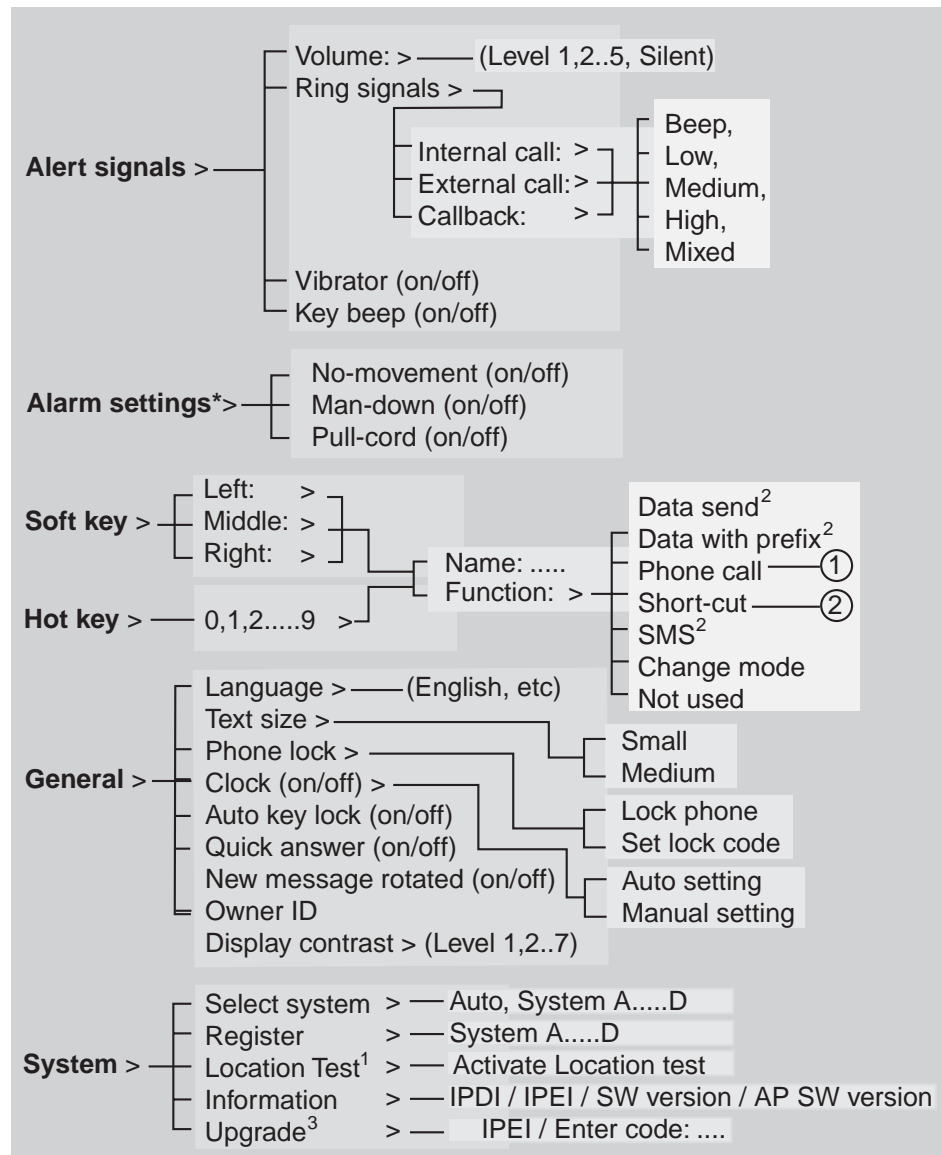 Alert signals >
Volume: > (Level 1,2..5, Silent)
Ring signals >
Internal call: >
External call: >
Callback: >
Beep,
Low,
Medium,
High,
Mixed
Vibrator (on/off)
Key beep (on/off)
Alarm settings*>
No-movement (on/off)
Man-down (on/off)
Pull-cord (on/off)
Soft key >
Left: >
Middle: >
Right: >
Hot key >
0,1,2.....9 >
Name: .....
Function: >
Data send²
Data with prefix²
Phone call ①
Short-cut ②
SMS²
Change mode
Not used
General >
Language > (English, etc)
Text size >
Phone lock >
Clock (on/off) >
Auto key lock (on/off)
Quick answer (on/off)
New message rotated (on/off)
Owner ID
Display contrast > (Level 1,2..7)
Small
Medium
Lock phone
Set lock code
Auto setting
Manual setting
System >
Select system > Auto, System A.....D
Register > System A.....D
Location Test¹ > Activate Location test
Information > IPDI / IPEI / SW version / AP SW version
Upgrade³ > IPEI / Enter code: ....